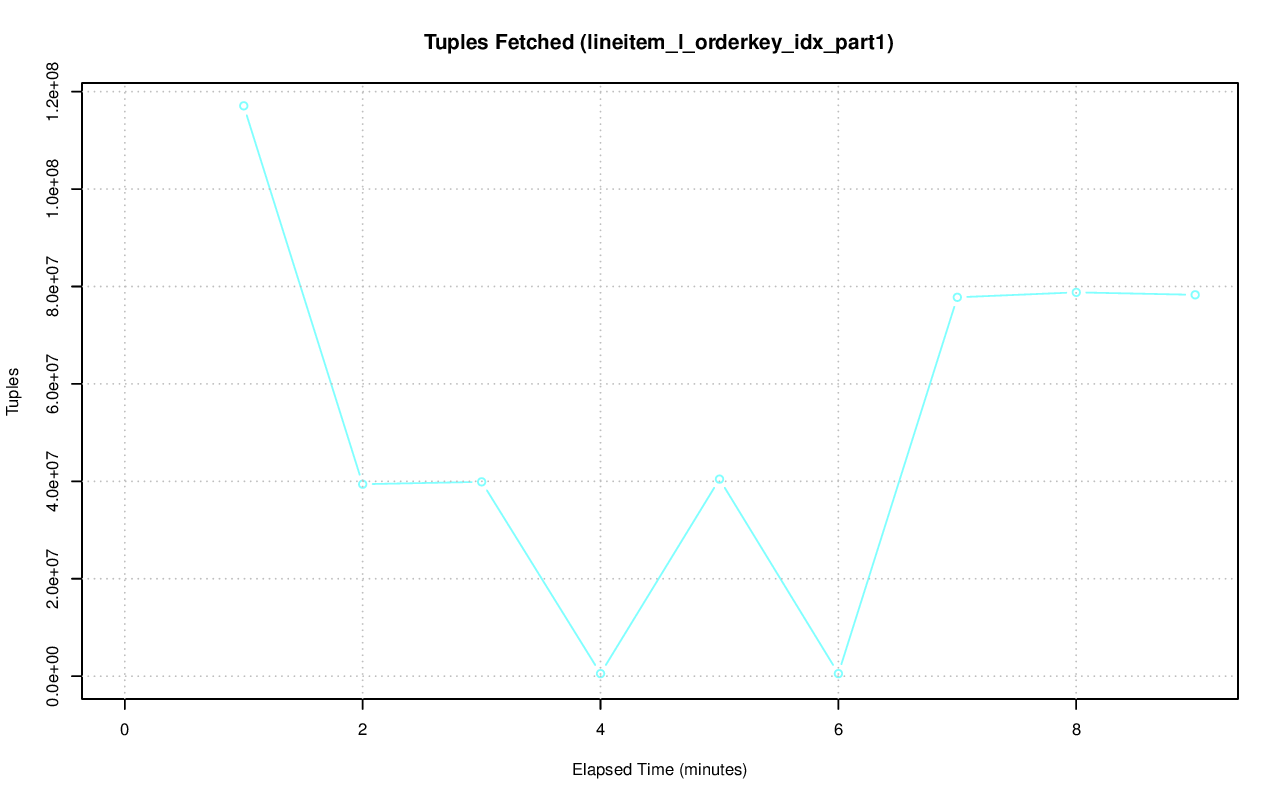 Tuples Fetched (lineitem_l_orderkey_idx_part1)
1.2e+08
1.0e+08
8.0e+07
6.0e+07
4.0e+07
2.0e+07
0.0e+00
Tuples
0 2 4 6 8
Elapsed Time (minutes)